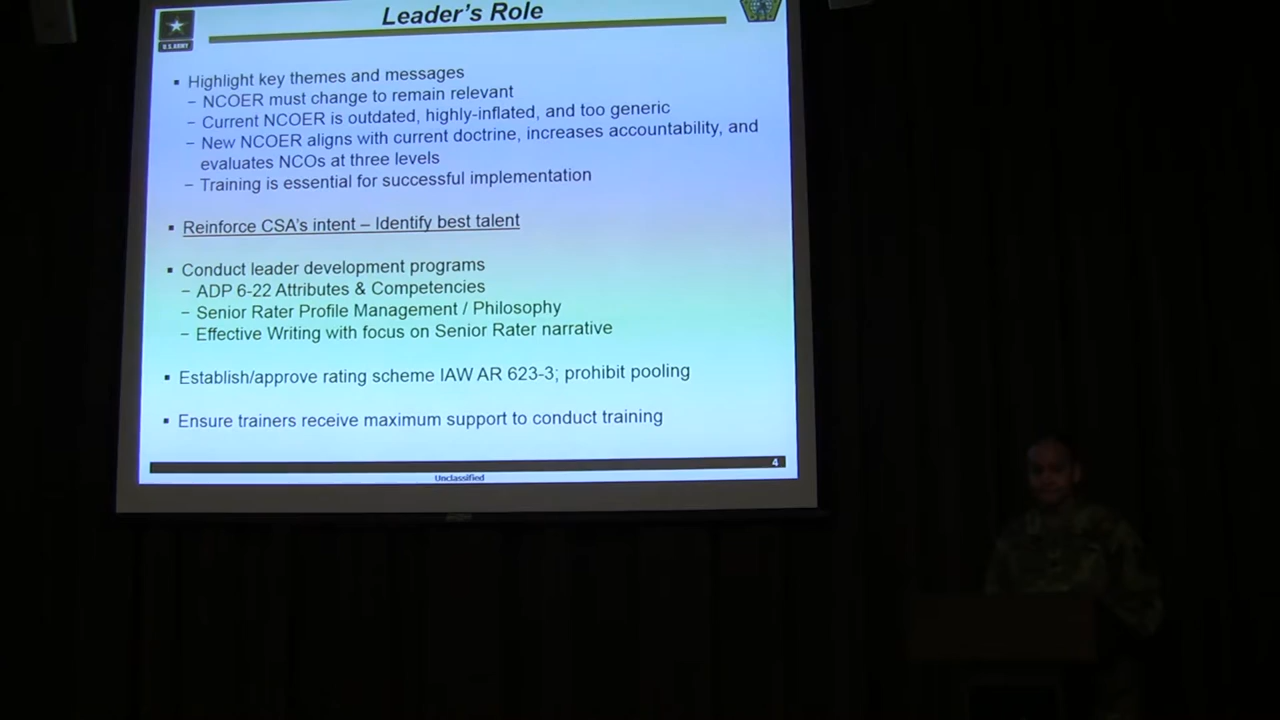 Leader's Role
U.S.ARMY
▪ Highlight key themes and messages
– NCOER must change to remain relevant
– Current NCOER is outdated, highly-inflated, and too generic
– New NCOER aligns with current doctrine, increases accountability, and
evaluates NCOs at three levels
– Training is essential for successful implementation
▪ Reinforce CSA's intent – Identify best talent
▪ Conduct leader development programs
– ADP 6-22 Attributes & Competencies
– Senior Rater Profile Management / Philosophy
– Effective Writing with focus on Senior Rater narrative
▪ Establish/approve rating scheme IAW AR 623-3; prohibit pooling
▪ Ensure trainers receive maximum support to conduct training
4
Unclassified